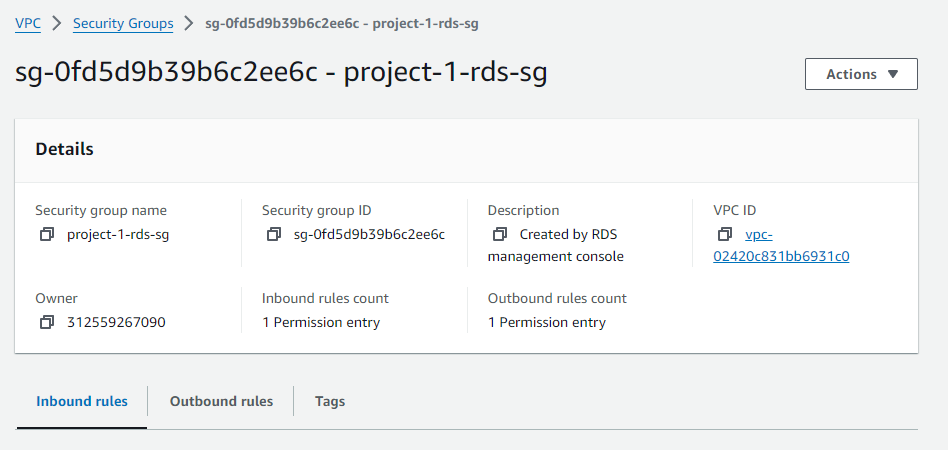 VPC > Security Groups > sg-0fd5d9b39b6c2ee6c - project-1-rds-sg
sg-0fd5d9b39b6c2ee6c - project-1-rds-sg
Actions
Details
Security group name
project-1-rds-sg
Security group ID
sg-0fd5d9b39b6c2ee6c
Description
Created by RDS
management console
VPC ID
vpc-
02420c831bb6931c0
Owner
312559267090
Inbound rules count
1 Permission entry
Outbound rules count
1 Permission entry
Inbound rules
Outbound rules
Tags